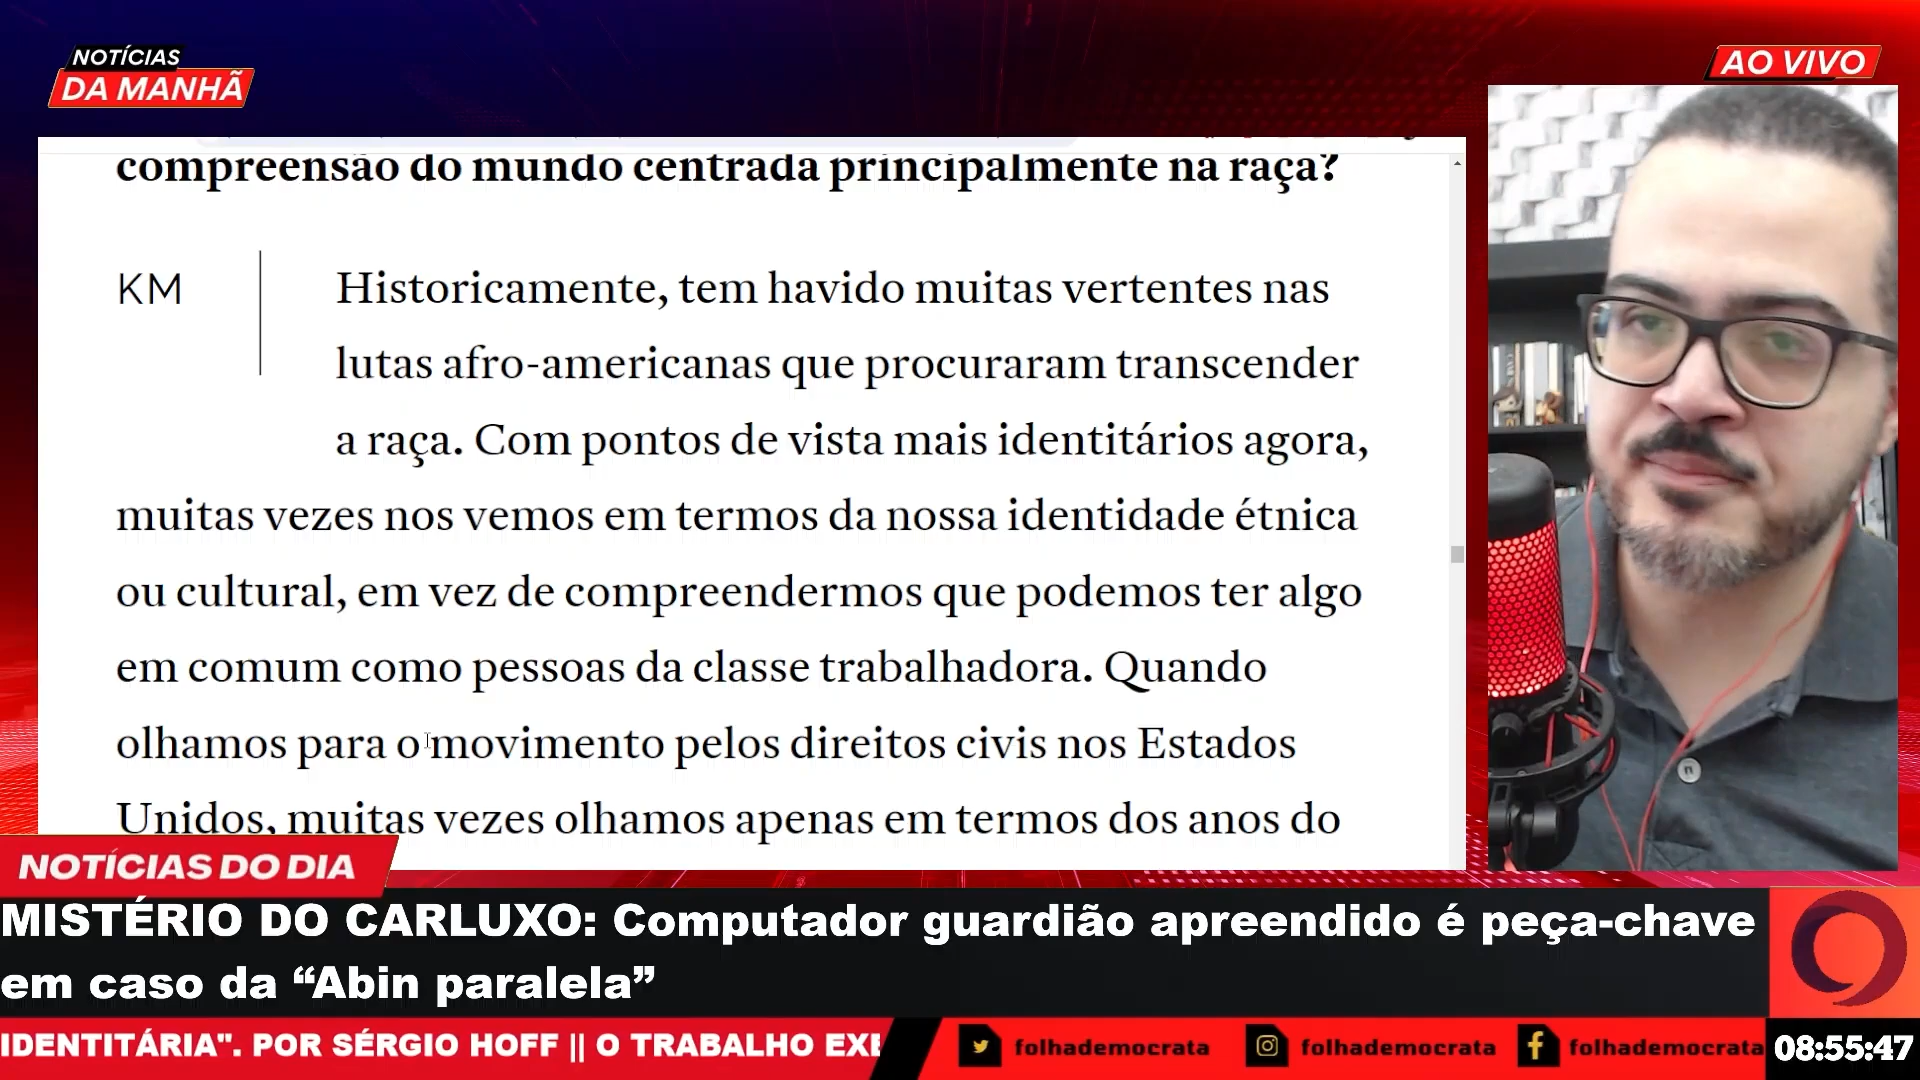 NOTÍCIAS
DA MANHÃ
AO VIVO
compreensão do mundo centrada principalmente na raça?
KM
Historicamente, tem havido muitas vertentes nas
lutas afro-americanas que procuraram transcender
a raça. Com pontos de vista mais identitários agora,
muitas vezes nos vemos em termos da nossa identidade étnica
ou cultural, em vez de compreendermos que podemos ter algo
em comum como pessoas da classe trabalhadora. Quando
olhamos para o movimento pelos direitos civis nos Estados
Unidos, muitas vezes olhamos apenas em termos dos anos do
NOTÍCIAS DO DIA
MISTÉRIO DO CARLUXO: Computador guardião apreendido é peça-chave
em caso da “Abin paralela”
IDENTITÁRIA". POR SÉRGIO HOFF || O TRABALHO EXE
folhademocrata
folhademocrata
folhademocrata
08:55:47